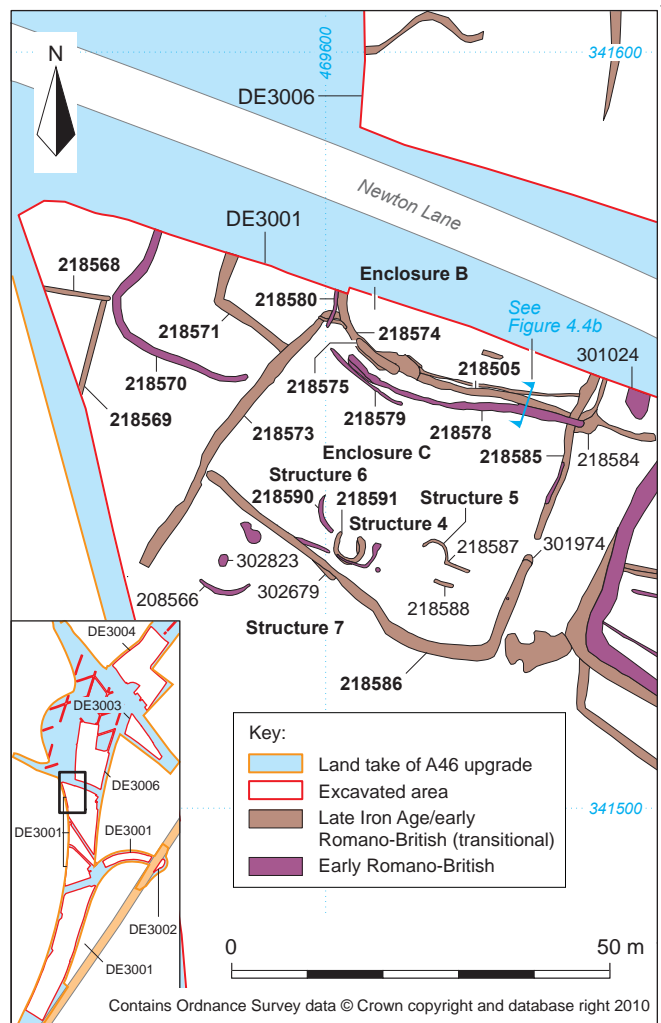 N
469600
341600
DE3006
Newton Lane
DE3001
218568
218580
Enclosure B
218571
218574
See
Figure 4.4b
218505
301024
218570
218575
218569
218579
218573
218578
218585
218584
Enclosure C
Structure 6
218590
218591
Structure 5
Structure 4
218587
301974
302823
208566
302679
218588
Structure 7
218586
DE3004
DE3003
DE3006
DE3001
DE3001
DE3002
DE3001
Key:
Land take of A46 upgrade
Excavated area
Late Iron Age/early
Romano-British (transitional)
Early Romano-British
341500
0
50 m
Contains Ordnance Survey data © Crown copyright and database right 2010